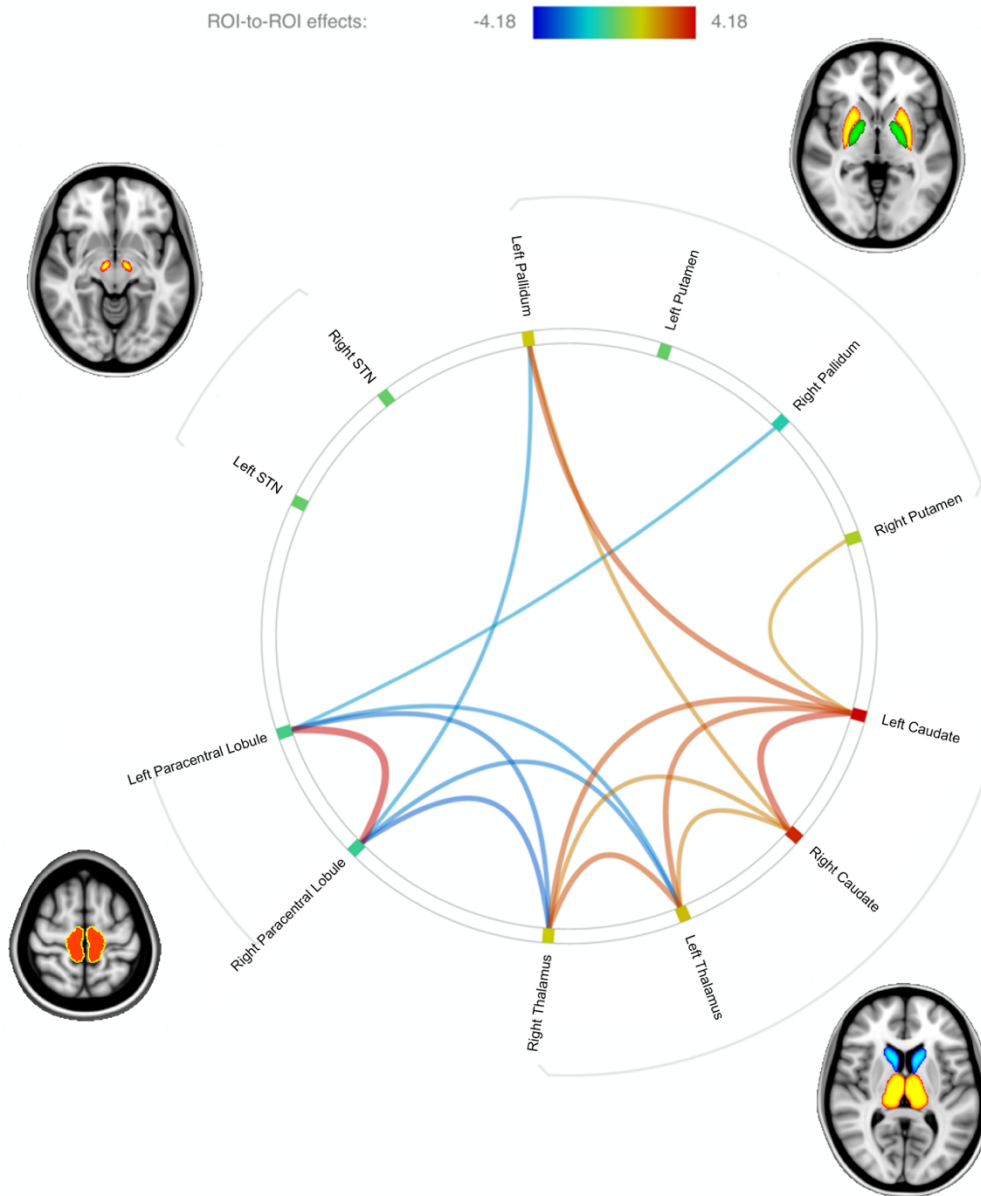 ROI-to-ROI effects:
-4.18
4.18
Left Pallidum
Left Putamen
Right Pallidum
Right Putamen
Right STN
Left STN
Left Caudate
Left Paracentral Lobule
Right Caudate
Right Paracentral Lobule
Right Thalamus
Left Thalamus